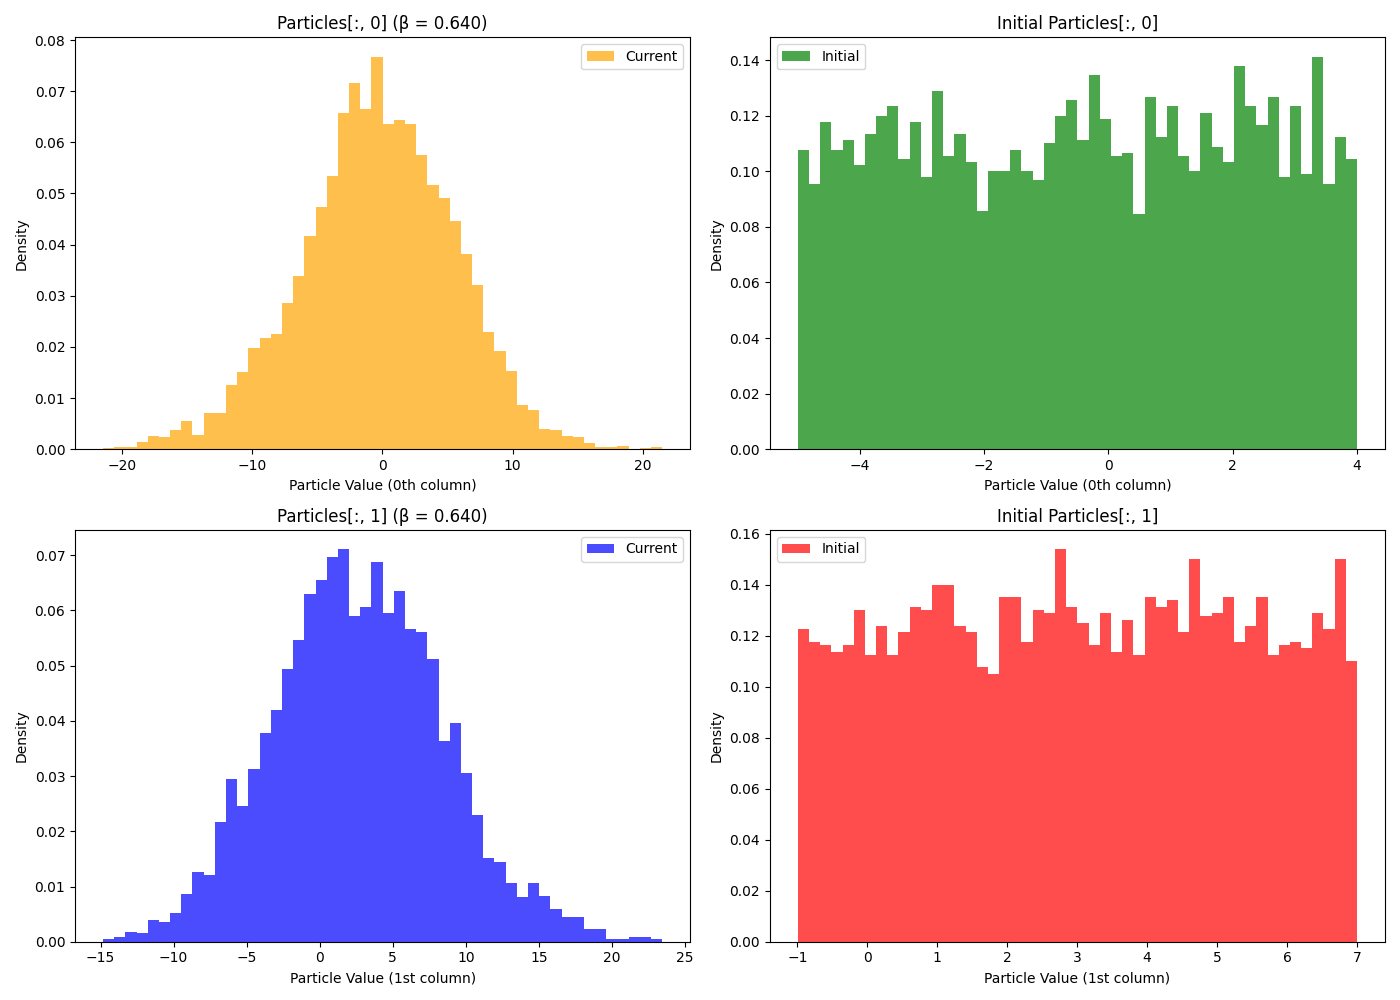 Particles[:, 0] (β = 0.640)
Density
0.08
0.07
0.06
0.05
0.04
0.03
0.02
0.01
0.00
Current
−20 −10 0 10 20
Particle Value (0th column)
Initial Particles[:, 0]
Density
0.14
0.12
0.10
0.08
0.06
0.04
0.02
0.00
Initial
−4 −2 0 2 4
Particle Value (0th column)
Particles[:, 1] (β = 0.640)
Density
0.07
0.06
0.05
0.04
0.03
0.02
0.01
0.00
Current
−15 −10 −5 0 5 10 15 20 25
Particle Value (1st column)
Initial Particles[:, 1]
Density
0.16
0.14
0.12
0.10
0.08
0.06
0.04
0.02
0.00
Initial
−1 0 1 2 3 4 5 6 7
Particle Value (1st column)